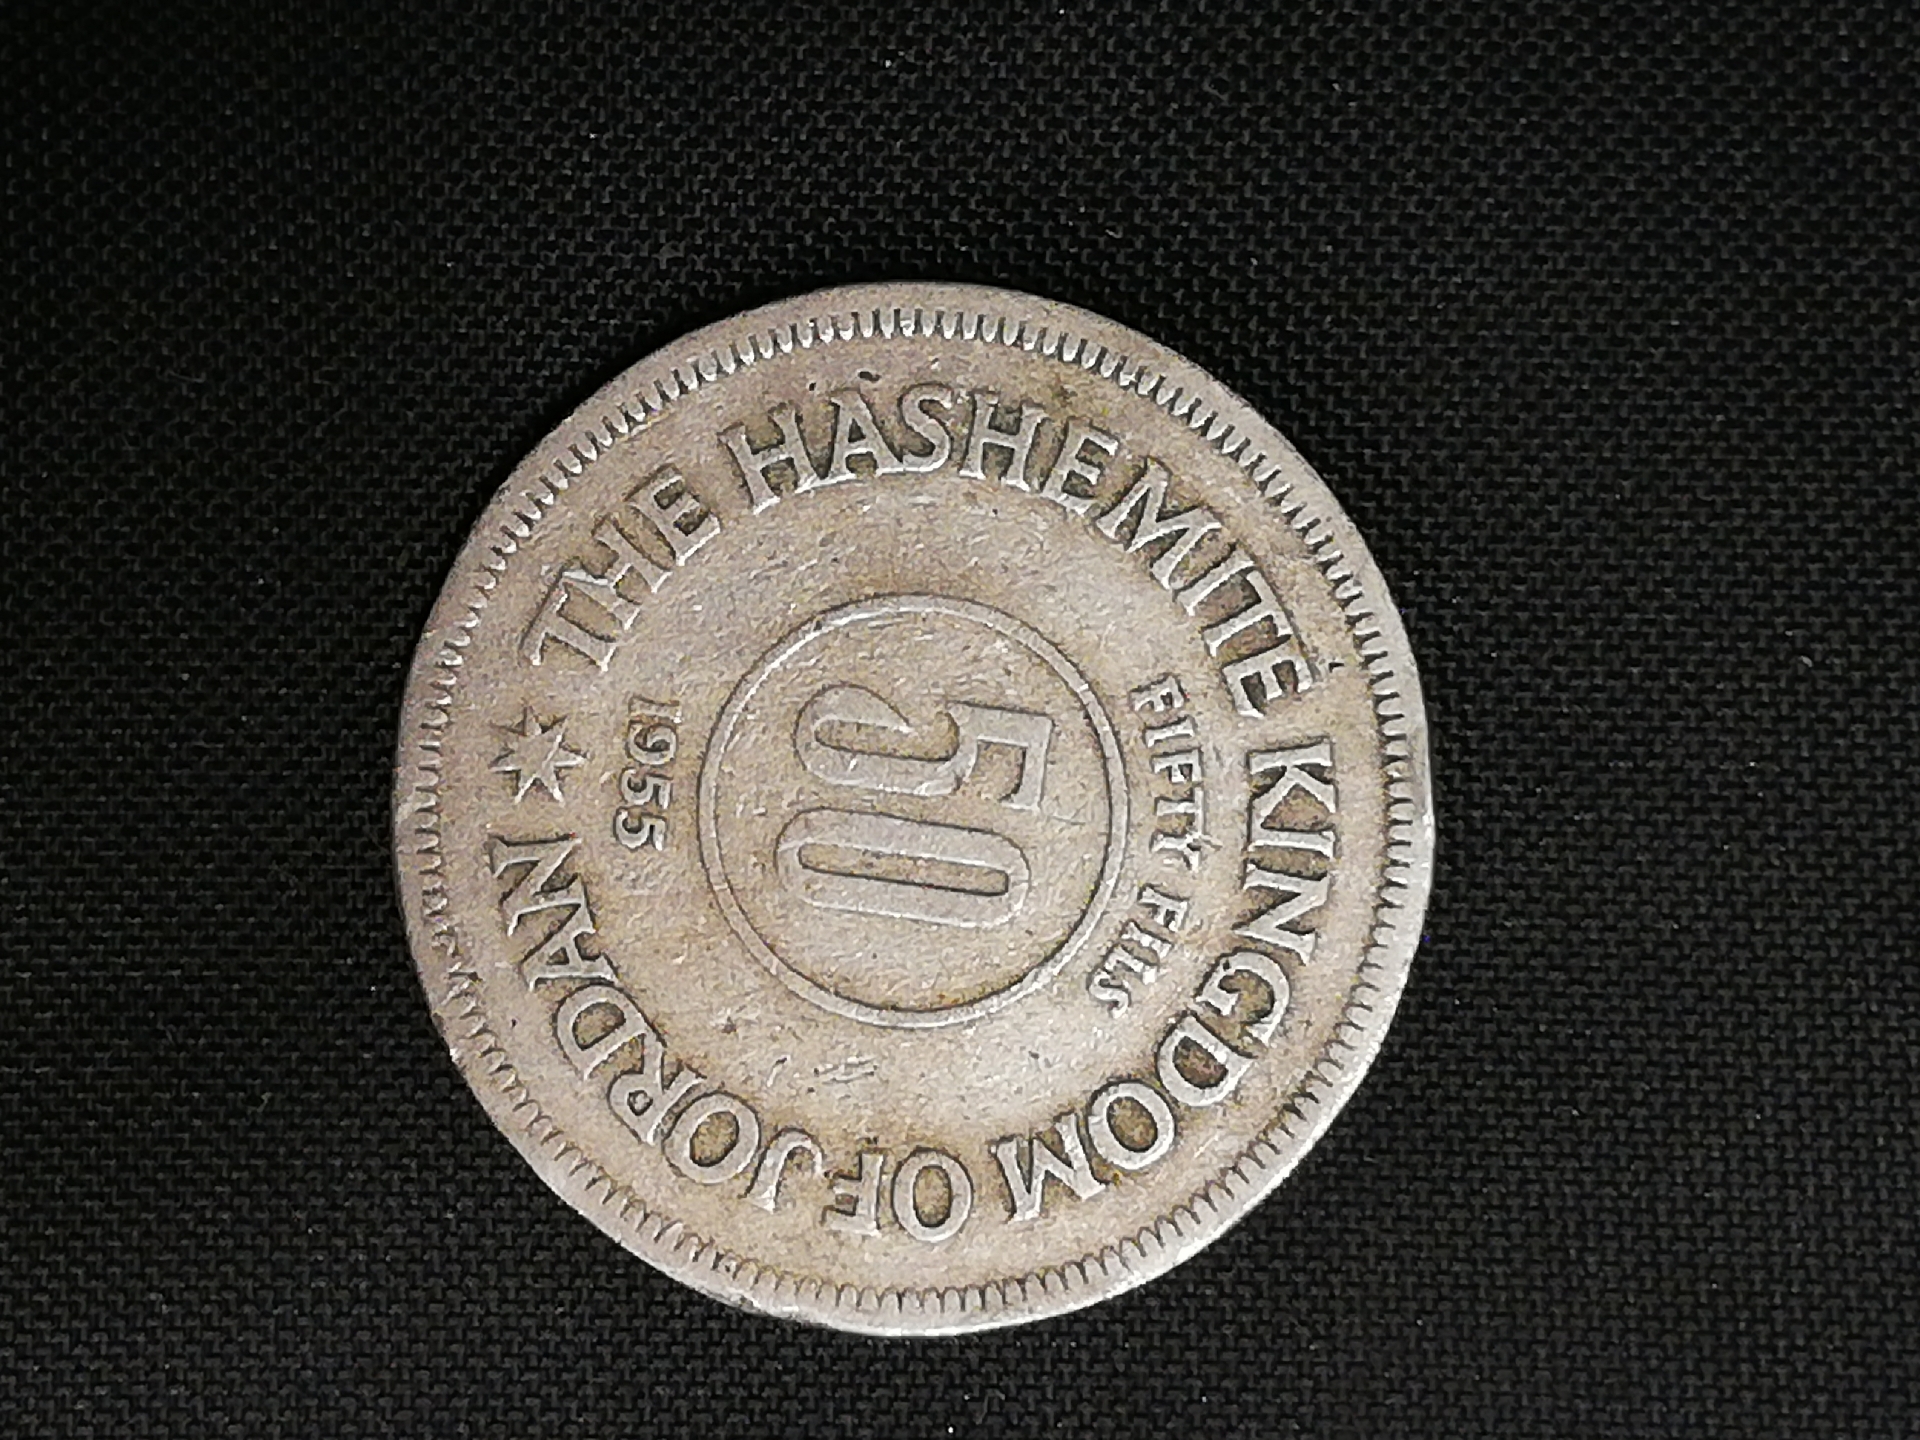 THE HASHEMITE KINGDOM OF JORDAN
FIFTY FILS
50
1955